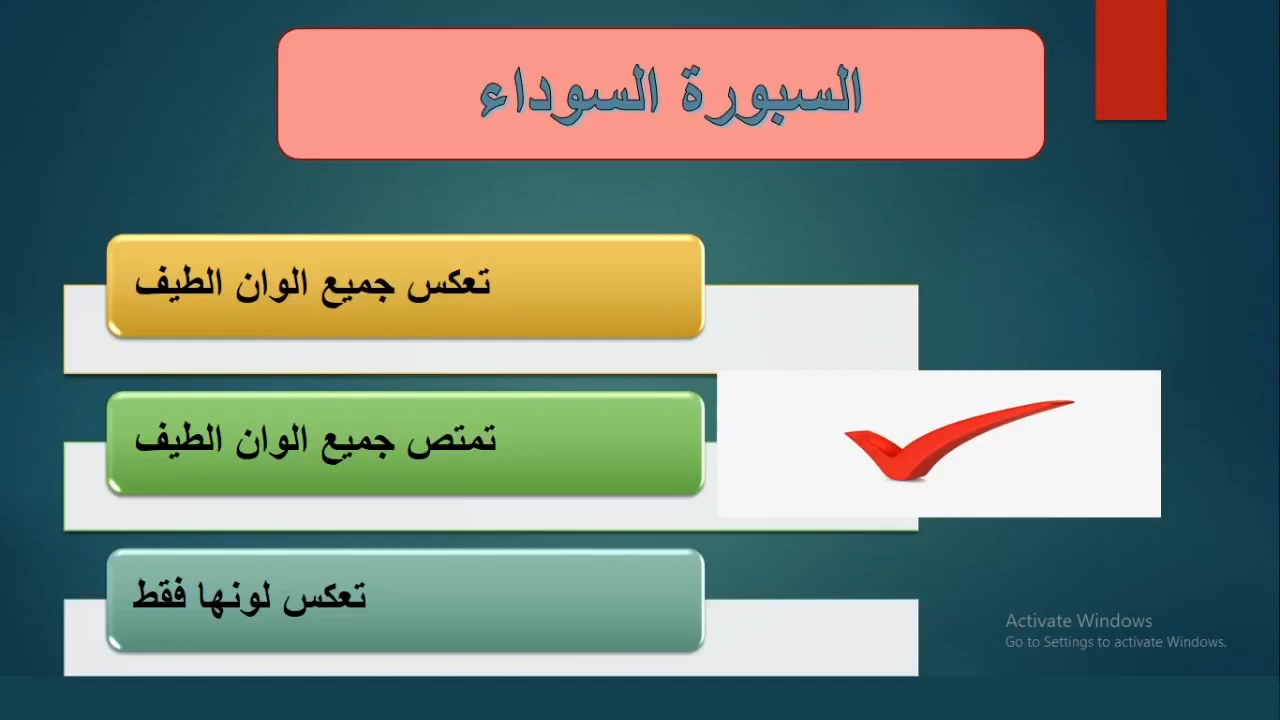 السبورة السوداء
تعكس جميع الوان الطيف
تمتص جميع الوان الطيف
تعكس لونها فقط
Activate Windows
Go to Settings to activate Windows.